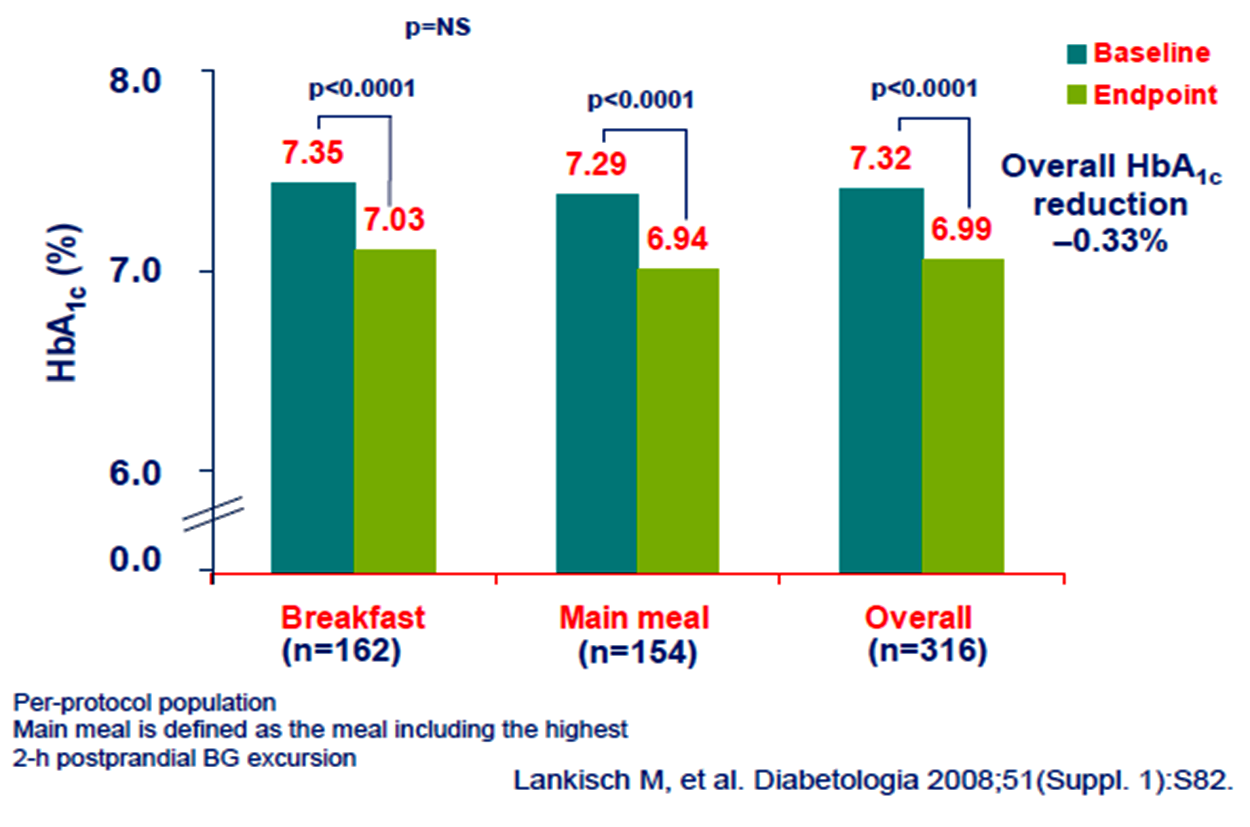 p=NS
Baseline
Endpoint
8.0
p<0.0001
p<0.0001
p<0.0001
7.35
7.29
7.32
Overall HbA1c
reduction
–0.33%
7.03
6.94
6.99
HbA1c (%)
7.0
6.0
0.0
Breakfast
(n=162)
Main meal
(n=154)
Overall
(n=316)
Per-protocol population
Main meal is defined as the meal including the highest
2-h postprandial BG excursion
Lankisch M, et al. Diabetologia 2008;51(Suppl. 1):S82.